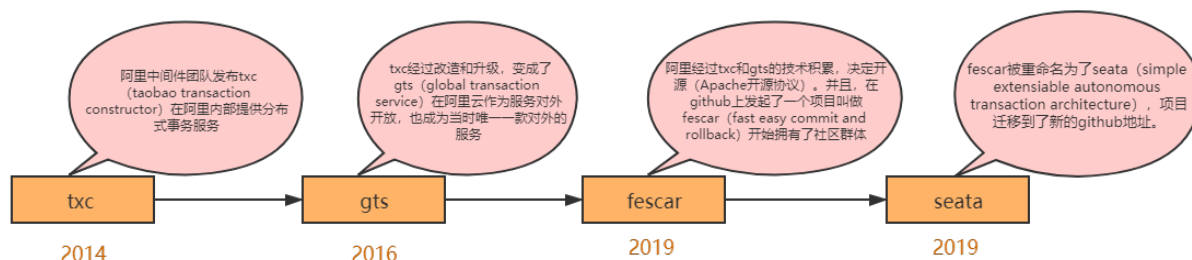 阿里中间件团队发布txc
（taobao transaction
constructor）在阿里内部提供分布
式事务服务
txc经过改造和升级，变成了
gts（global transaction
service）在阿里云作为服务对外
开放，也成为当时唯一一款对外的
服务
阿里经过txc和gts的技术积累，决定开
源（Apache开源协议）。并且，在
github上发起了一个项目叫做
fescar（fast easy commit and
rollback）开始拥有了社区群体
fescar被重命名为了seata（simple
extensiable autonomous
transaction architecture），项目
迁移到了新的github地址。
txc
gts
fescar
seata
2014
2016
2019
2019